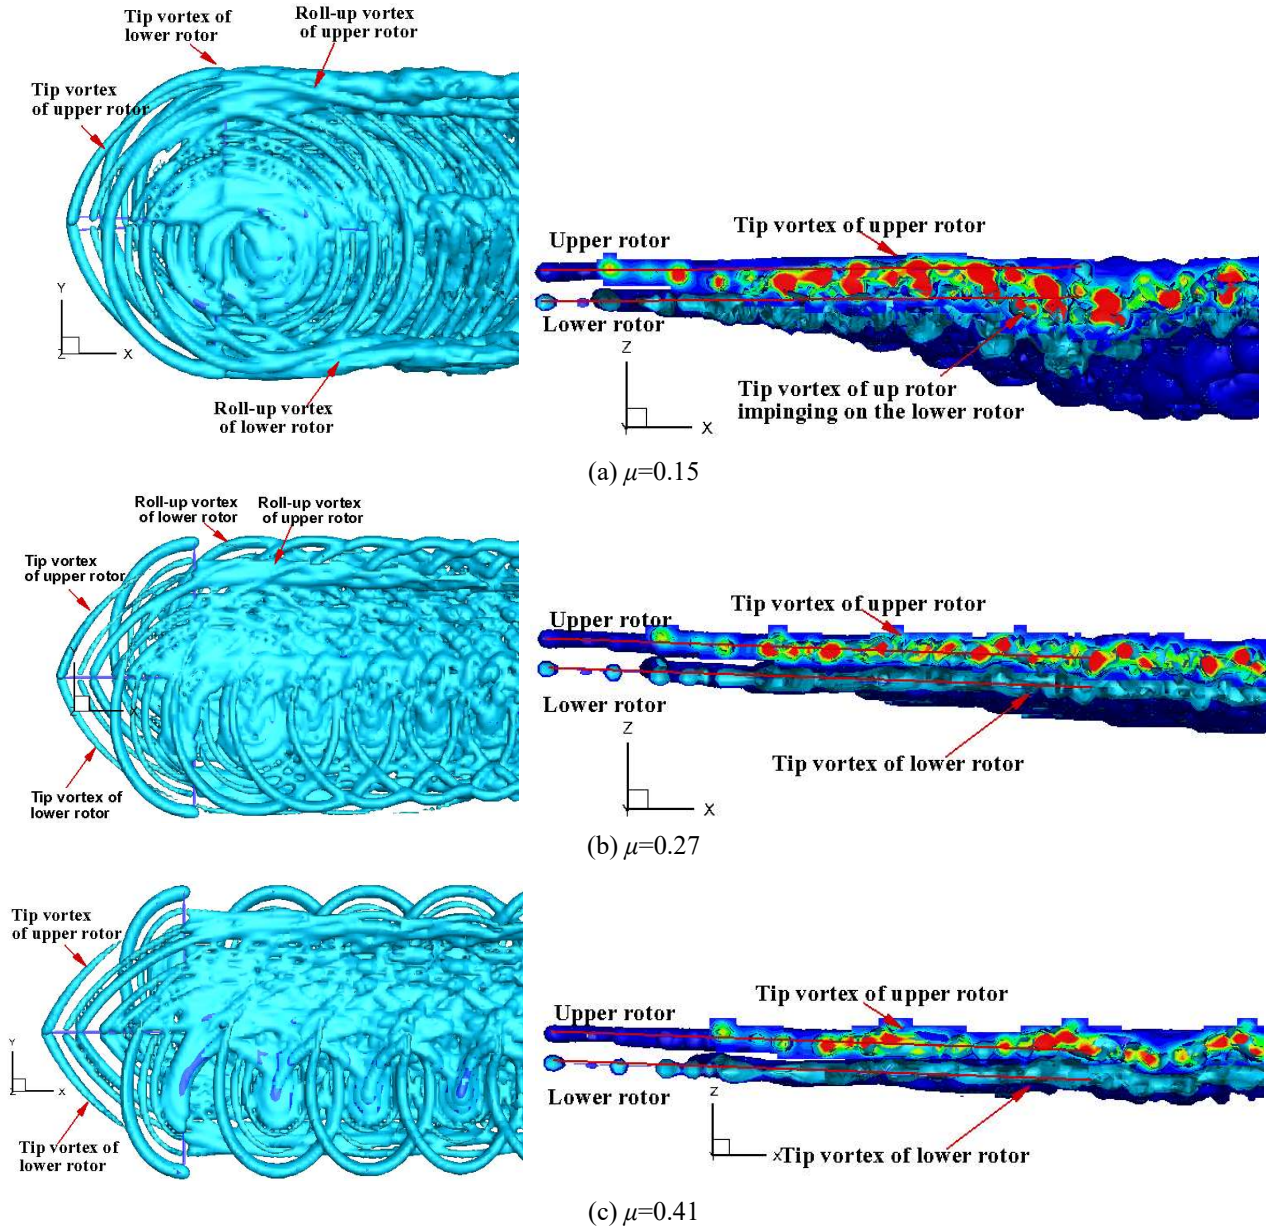 Tip vortex of
lower rotor
Roll-up vortex
of upper rotor
Tip vortex
of upper rotor
Y
Z
X
Roll-up vortex
of lower rotor
Tip vortex of upper rotor
Upper rotor
Lower rotor
Z
Y
X
Tip vortex of up rotor
impinging on the lower rotor
(a) μ=0.15
Roll-up vortex
of lower rotor
Roll-up vortex
of upper rotor
Tip vortex
of upper rotor
Y
Z
X
Tip vortex of
lower rotor
Tip vortex of upper rotor
Upper rotor
Lower rotor
Z
Y
X
Tip vortex of lower rotor
(b) μ=0.27
Tip vortex
of upper rotor
Y
Z
X
Tip vortex of
lower rotor
Tip vortex of upper rotor
Upper rotor
Lower rotor
Z
Y
X
Tip vortex of lower rotor
(c) μ=0.41